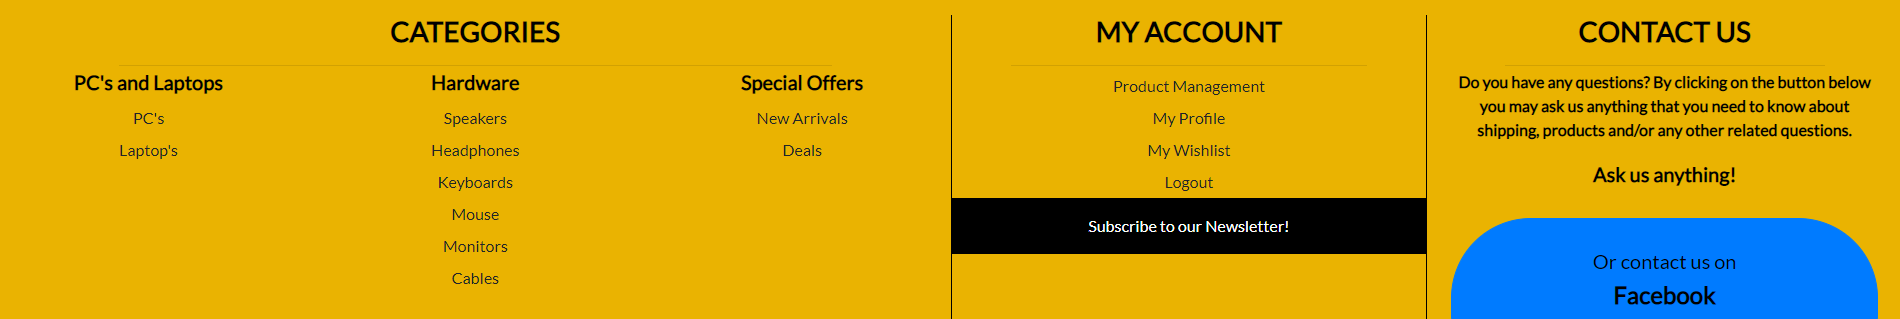 CATEGORIES
PC's and Laptops
PC's
Laptop's
Hardware
Speakers
Headphones
Keyboards
Mouse
Monitors
Cables
Special Offers
New Arrivals
Deals
MY ACCOUNT
Product Management
My Profile
My Wishlist
Logout
Subscribe to our Newsletter!
CONTACT US
Do you have any questions? By clicking on the button below
you may ask us anything that you need to know about
shipping, products and/or any other related questions.
Ask us anything!
Or contact us on
Facebook